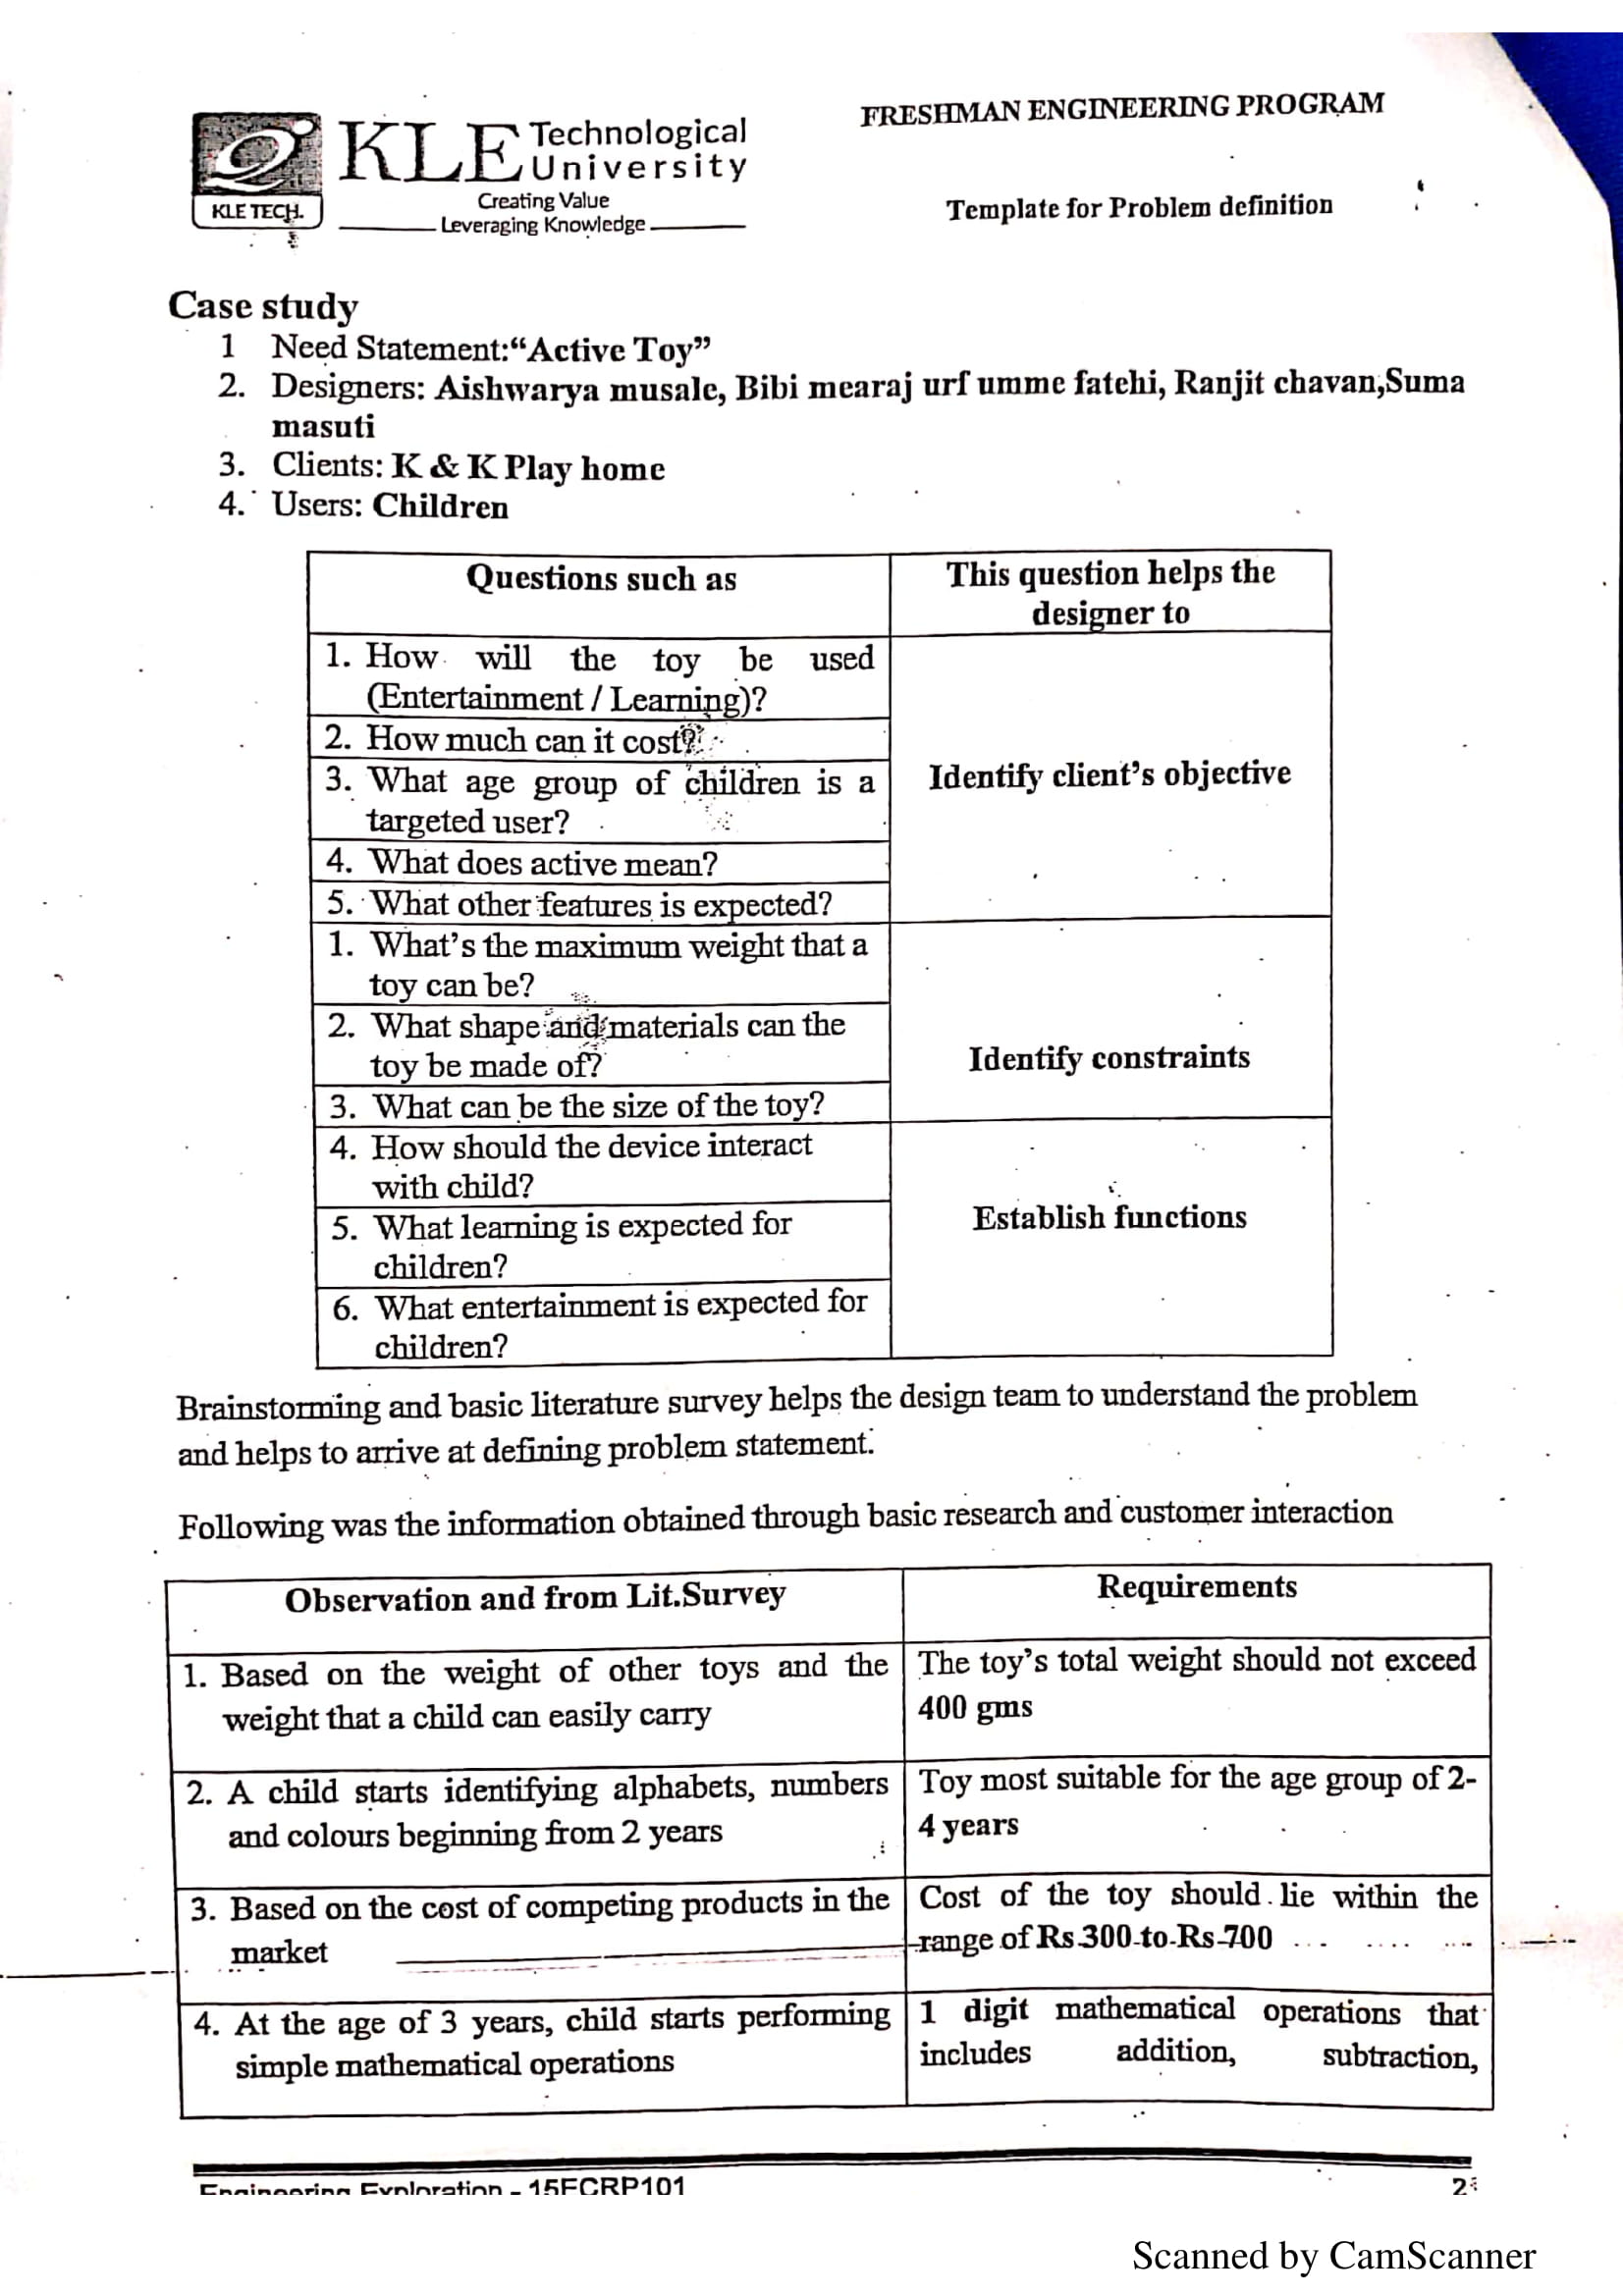 FRESHMAN ENGINEERING PROGRAM
KLE Technological
University
Creating Value
Leveraging Knowledge
KLE TECH.
Template for Problem definition
Case study
1 Need Statement:“Active Toy”
2. Designers: Aishwarya musale, Bibi mearaj urf umme fatehi, Ranjit chavan,Suma
masuti
3. Clients: K & K Play home
4. Users: Children
Questions such as
This question helps the
designer to
1. How will the toy be used
(Entertainment / Learning)?
2. How much can it cost?
3. What age group of children is a
targeted user?
4. What does active mean?
5. What other features is expected?
Identify client’s objective
1. What’s the maximum weight that a
toy can be?
2. What shape and materials can the
toy be made of?
3. What can be the size of the toy?
Identify constraints
4. How should the device interact
with child?
5. What learning is expected for
children?
6. What entertainment is expected for
children?
Establish functions
Brainstorming and basic literature survey helps the design team to understand the problem
and helps to arrive at defining problem statement.
Following was the information obtained through basic research and customer interaction
Observation and from Lit.Survey
Requirements
1. Based on the weight of other toys and the
weight that a child can easily carry
The toy’s total weight should not exceed
400 gms
2. A child starts identifying alphabets, numbers
and colours beginning from 2 years
Toy most suitable for the age group of 2-
4 years
3. Based on the cost of competing products in the
market
Cost of the toy should lie within the
range of Rs 300 to Rs 700
4. At the age of 3 years, child starts performing
simple mathematical operations
1 digit mathematical operations that
includes addition, subtraction,
Engineering Exploration - 15ECRP101
Scanned by CamScanner